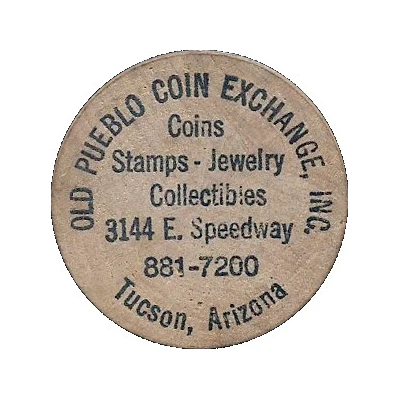 OLD PUEBLO COIN EXCHANGE, INC.
Coins
Stamps - Jewelry
Collectibles
3144 E. Speedway
881-7200
Tucson, Arizona